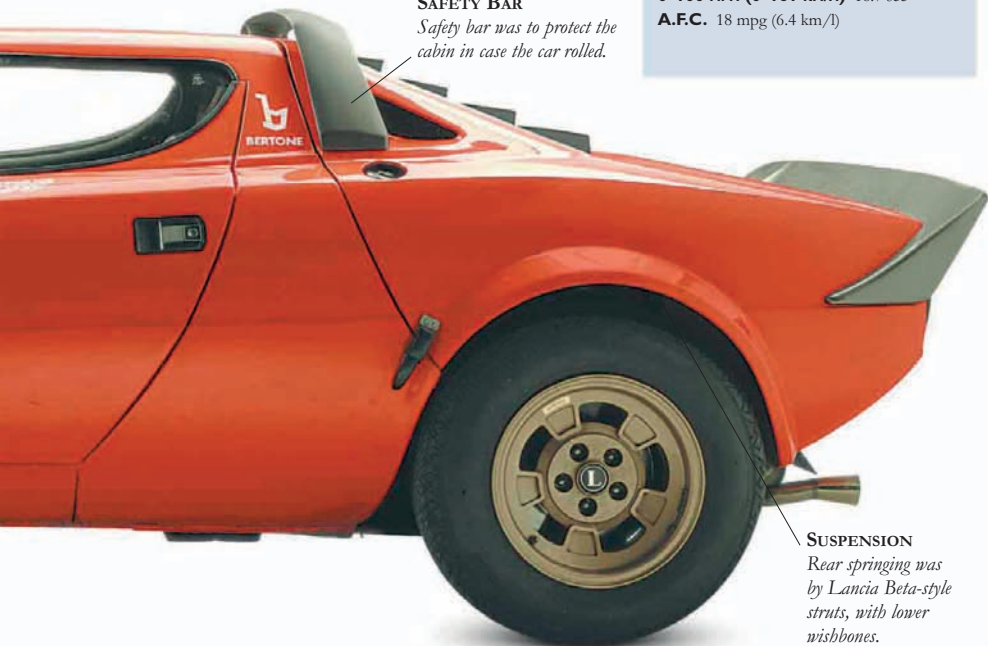 SAFETY BAR
Safety bar was to protect the
cabin in case the car rolled.
A.F.C. 18 mpg (6.4 km/l)
BERTONE
L
SUSPENSION
Rear springing was
by Lancia Beta-style
struts, with lower
wishbones.